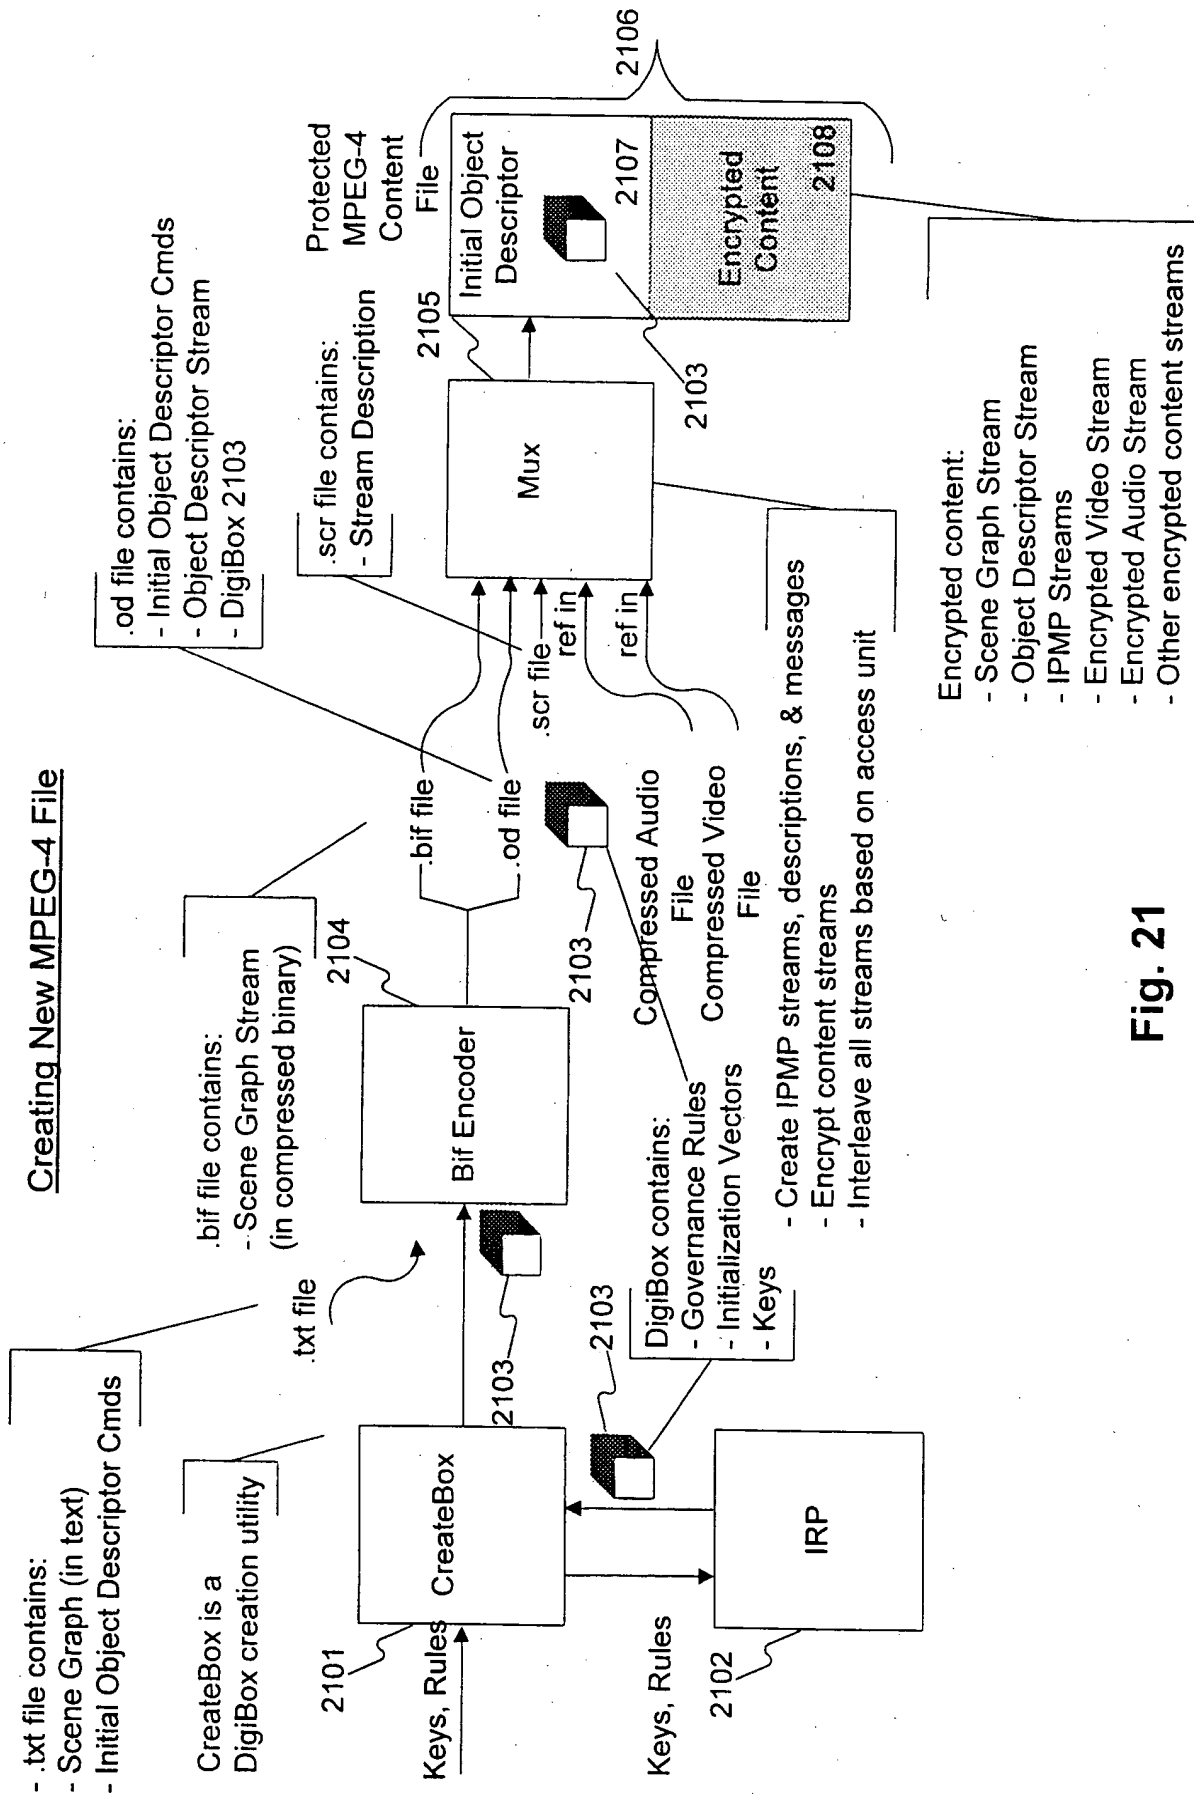 Creating New MPEG-4 File
- .txt file contains:
- Scene Graph (in text)
- Initial Object Descriptor Cmds
CreateBox is a
DigiBox creation utility
2101
Keys, Rules
CreateBox
Keys, Rules
2102
IRP
2103
DigiBox contains:
- Governance Rules
- Initialization Vectors
- Keys
.txt file
2103
.bif file contains:
- Scene Graph Stream
(in compressed binary)
2104
Bif Encoder
.bif file
.od file
2103
Compressed Audio
File
Compressed Video
File
.od file contains:
- Initial Object Descriptor Cmds
- Object Descriptor Stream
- DigiBox 2103
.scr file contains:
- Stream Description
.scr file
ref in
ref in
2105
Mux
- Create IPMP streams, descriptions, & messages
- Encrypt content streams
- Interleave all streams based on access unit
Protected
MPEG-4
Content
File
2106
Initial Object
Descriptor
2107
2103
Encrypted
Content
2108
Encrypted content:
- Scene Graph Stream
- Object Descriptor Stream
- IPMP Streams
- Encrypted Video Stream
- Encrypted Audio Stream
- Other encrypted content streams
Fig. 21